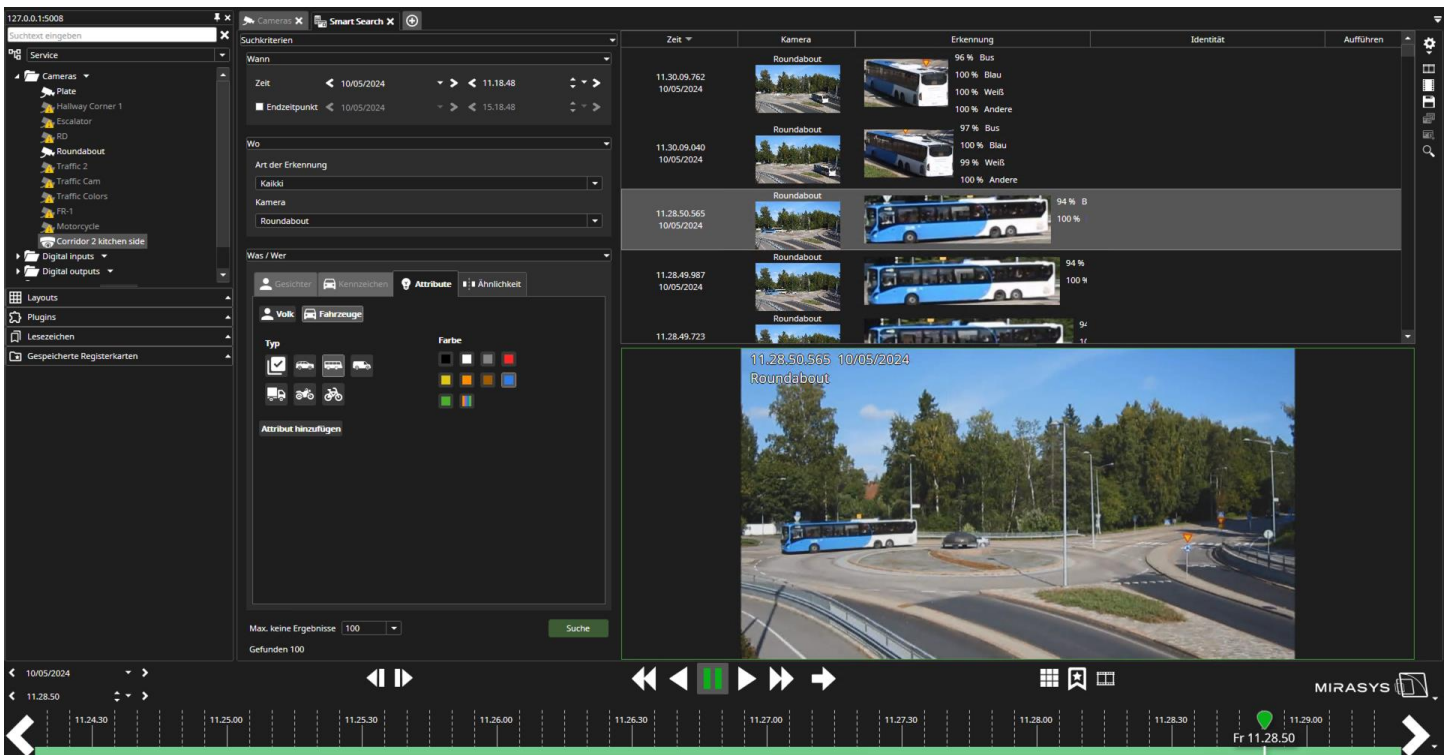 127.0.0.1:5008
Suchtext eingeben
Service
Cameras
Plate
Hallway Corner 1
Escalator
RD
Roundabout
Traffic 2
Traffic Cam
Traffic Colors
FR-1
Motorcycle
Corridor 2 kitchen side
Digital inputs
Digital outputs
Layouts
Plugins
Lesezeichen
Gespeicherte Registerkarten
Cameras
Smart Search
Suchkriterien
Wann
Zeit 10/05/2024 11.18.48
Endzeitpunkt 10/05/2024 15.18.48
Wo
Art der Erkennung
Kaikki
Kamera
Roundabout
Was / Wer
Gesichter Kennzeichen Attribute Ähnlichkeit
Volk Fahrzeuge
Typ Farbe
Attribut hinzufügen
Max. keine Ergebnisse 100 Suche
Gefunden 100
Zeit Kamera Erkennung Identität Aufführen
11.30.09.762
10/05/2024
Roundabout
96 % Bus
100 % Blau
100 % Weiß
100 % Andere
11.30.09.040
10/05/2024
Roundabout
97 % Bus
100 % Blau
99 % Weiß
100 % Andere
11.28.50.565
10/05/2024
Roundabout
94 % B
100 %
11.28.49.987
10/05/2024
Roundabout
94 %
100 %
11.28.49.723
Roundabout
94
11.28.50.565 10/05/2024
Roundabout
10/05/2024
11.28.50
MIRASYS
11.24.30 11.25.00 11.25.30 11.26.00 11.26.30 11.27.00 11.27.30 11.28.00 11.28.30 11.29.00
Fr 11.28.50